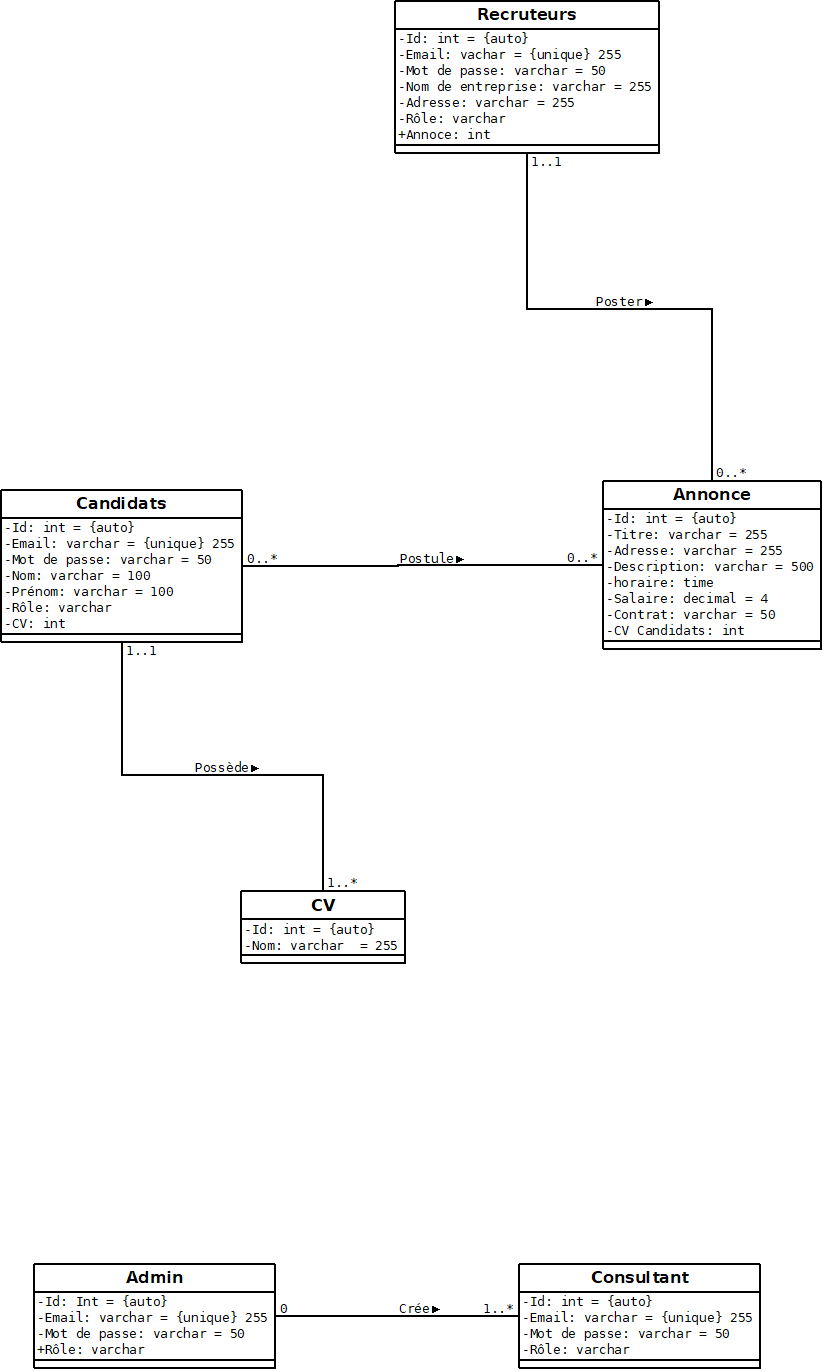 Recruteurs
-Id: int = {auto}
-Email: vachar = {unique} 255
-Mot de passe: varchar = 50
-Nom de entreprise: varchar = 255
-Adresse: varchar = 255
-Rôle: varchar
+Annoce: int
1..1
Poster►
0..*
Annonce
-Id: int = {auto}
-Titre: varchar = 255
-Adresse: varchar = 255
-Description: varchar = 500
-horaire: time
-Salaire: decimal = 4
-Contrat: varchar = 50
-CV Candidats: int
Candidats
-Id: int = {auto}
-Email: varchar = {unique} 255
-Mot de passe: varchar = 50
-Nom: varchar = 100
-Prénom: varchar = 100
-Rôle: varchar
-CV: int
0..* Postule► 0..*
1..1
Possède►
1..*
CV
-Id: int = {auto}
-Nom: varchar  = 255
Admin
-Id: Int = {auto}
-Email: varchar = {unique} 255
-Mot de passe: varchar = 50
+Rôle: varchar
0 Crée► 1..*
Consultant
-Id: int = {auto}
-Email: varchar = {unique} 255
-Mot de passe: varchar = 50
-Rôle: varchar